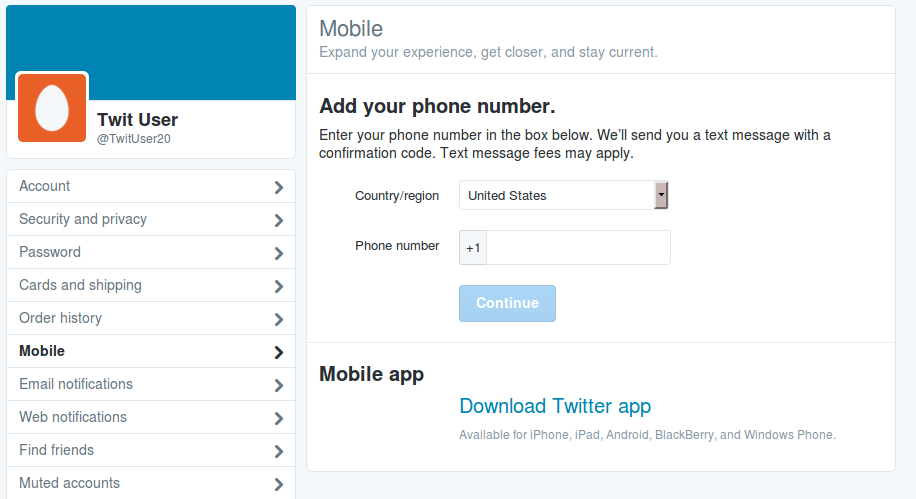 Twit User
@TwitUser20
Account
Security and privacy
Password
Cards and shipping
Order history
Mobile
Email notifications
Web notifications
Find friends
Muted accounts
Mobile
Expand your experience, get closer, and stay current.
Add your phone number.
Enter your phone number in the box below. We’ll send you a text message with a
confirmation code. Text message fees may apply.
Country/region United States
Phone number +1
Continue
Mobile app
Download Twitter app
Available for iPhone, iPad, Android, BlackBerry, and Windows Phone.